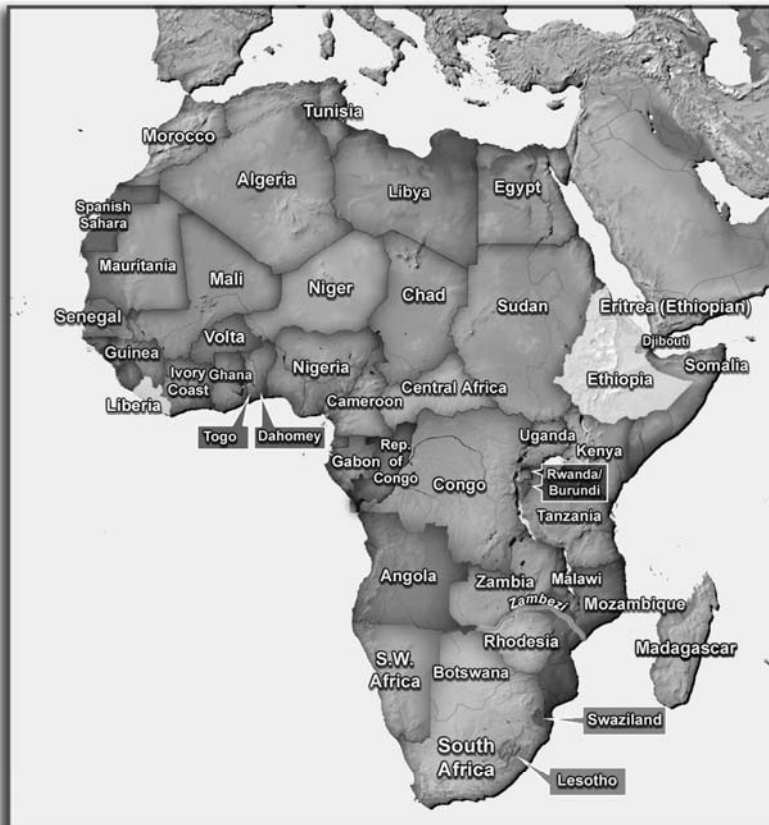 Tunisia
Morocco
Algeria
Libya
Egypt
Spanish
Sahara
Mauritania
Mali
Niger
Chad
Sudan
Eritrea (Ethiopian)
Senegal
Volta
Djibouti
Guinea
Ivory
Coast
Ghana
Nigeria
Somalia
Ethiopia
Liberia
Cameroon
Central Africa
Togo
Dahomey
Uganda
Kenya
Gabon
Rep.
of
Congo
Congo
Rwanda/
Burundi
Tanzania
Angola
Zambia
Malawi
Zambezi
Mozambique
Rhodesia
Madagascar
S.W.
Africa
Botswana
Swaziland
South
Africa
Lesotho